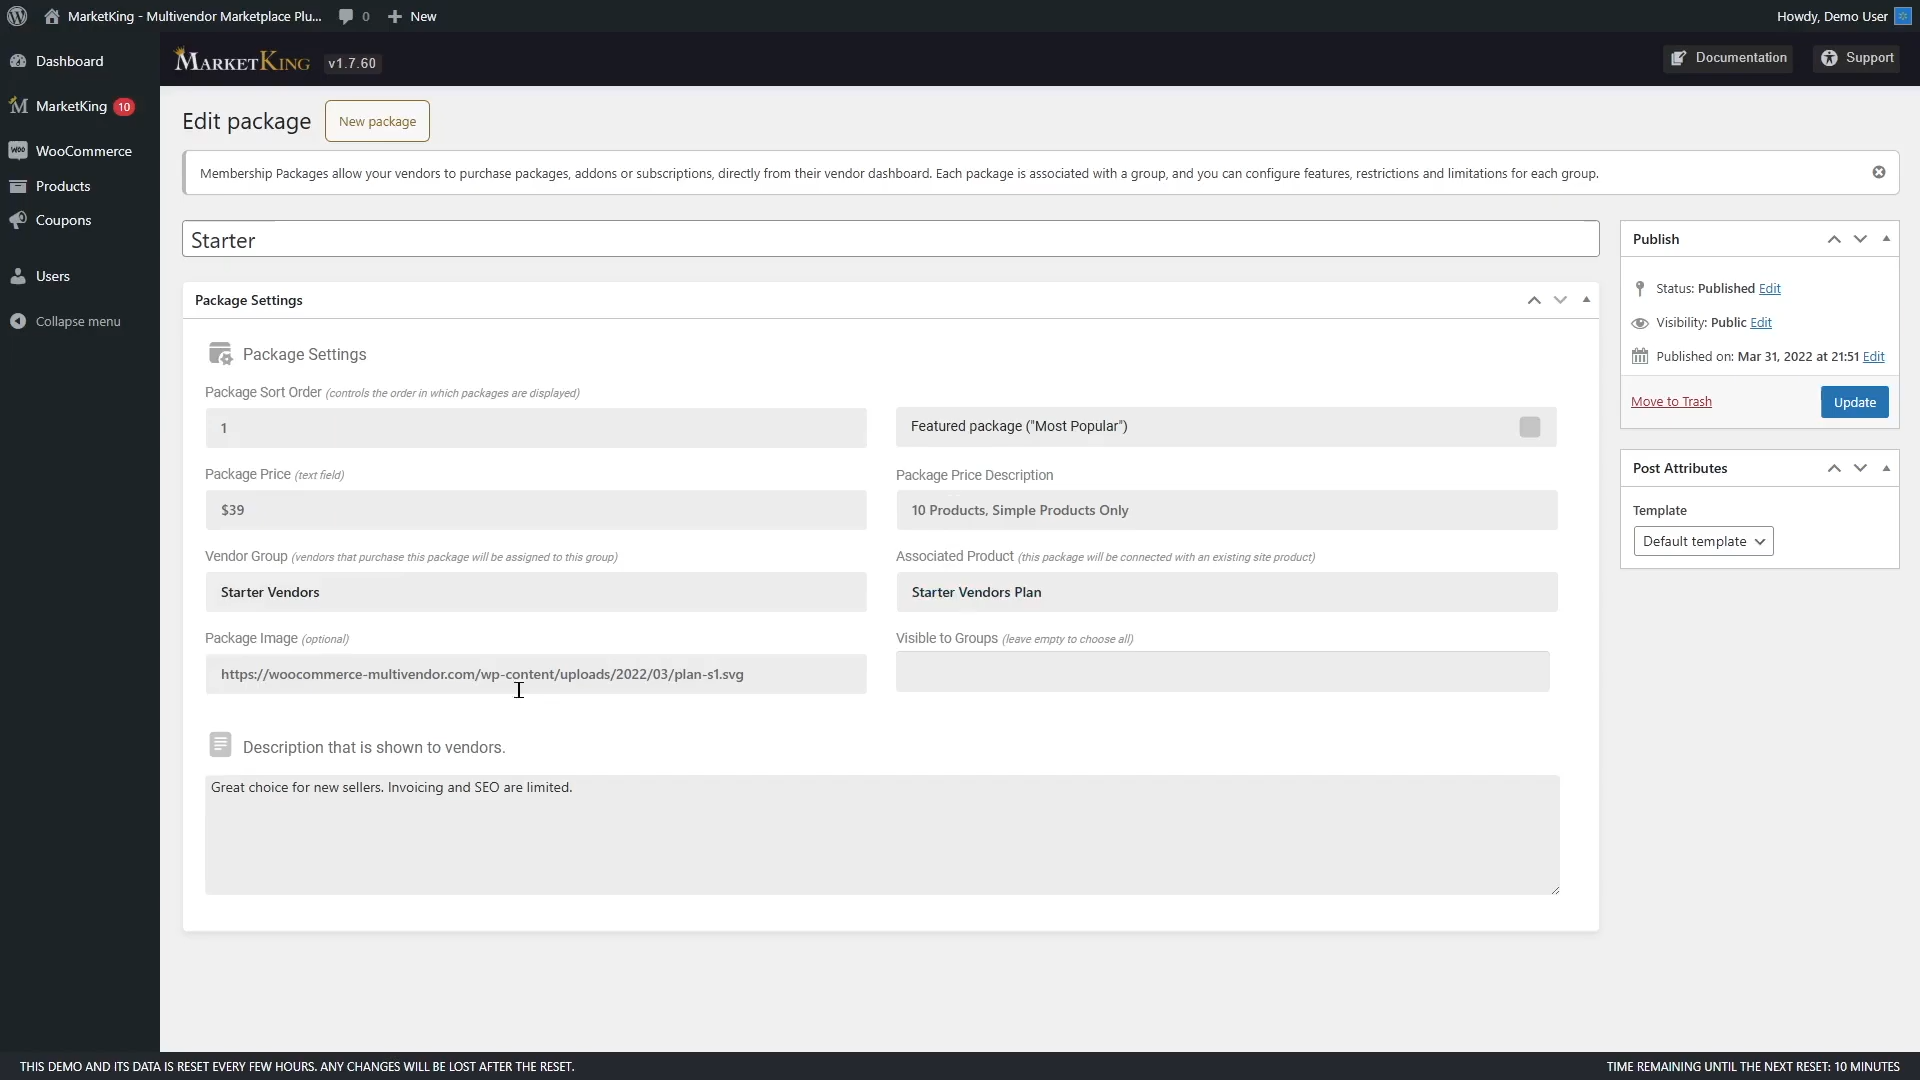 MarketKing - Multivendor Marketplace Plu... 0 New Howdy, Demo User
Dashboard
MarketKing 10
WooCommerce
Products
Coupons
Users
Collapse menu
MARKETKING v1.7.60 Documentation Support
Edit package New package
Membership Packages allow your vendors to purchase packages, addons or subscriptions, directly from their vendor dashboard. Each package is associated with a group, and you can configure features, restrictions and limitations for each group.
Starter
Package Settings
Package Settings
Package Sort Order (controls the order in which packages are displayed)
1
Featured package ("Most Popular")
Package Price (text field)
$39
Package Price Description
10 Products, Simple Products Only
Vendor Group (vendors that purchase this package will be assigned to this group)
Starter Vendors
Associated Product (this package will be connected with an existing site product)
Starter Vendors Plan
Package Image (optional)
https://woocommerce-multivendor.com/wp-content/uploads/2022/03/plan-s1.svg
Visible to Groups (leave empty to choose all)
Description that is shown to vendors.
Great choice for new sellers. Invoicing and SEO are limited.
Publish
Status: Published Edit
Visibility: Public Edit
Published on: Mar 31, 2022 at 21:51 Edit
Move to Trash Update
Post Attributes
Template
Default template
THIS DEMO AND ITS DATA IS RESET EVERY FEW HOURS. ANY CHANGES WILL BE LOST AFTER THE RESET. TIME REMAINING UNTIL THE NEXT RESET: 10 MINUTES